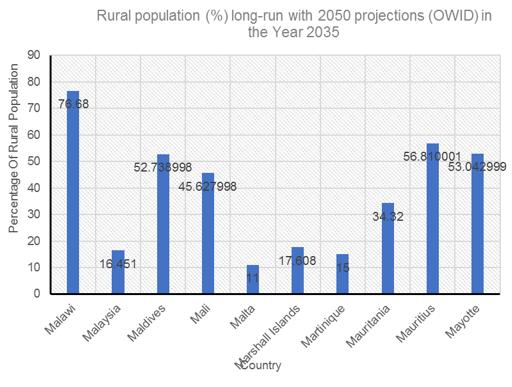 Rural population (%) long-run with 2050 projections (OWID) in
the Year 2035
Percentage Of Rural Population
90
80
70
60
50
40
30
20
10
0
76.68
16.451
52.738998
45.627998
11
17.608
15
34.32
56.810001
53.042999
Malawi
Malaysia
Maldives
Mali
Malta
Marshall Islands
Martinique
Mauritania
Mauritius
Mayotte
Country